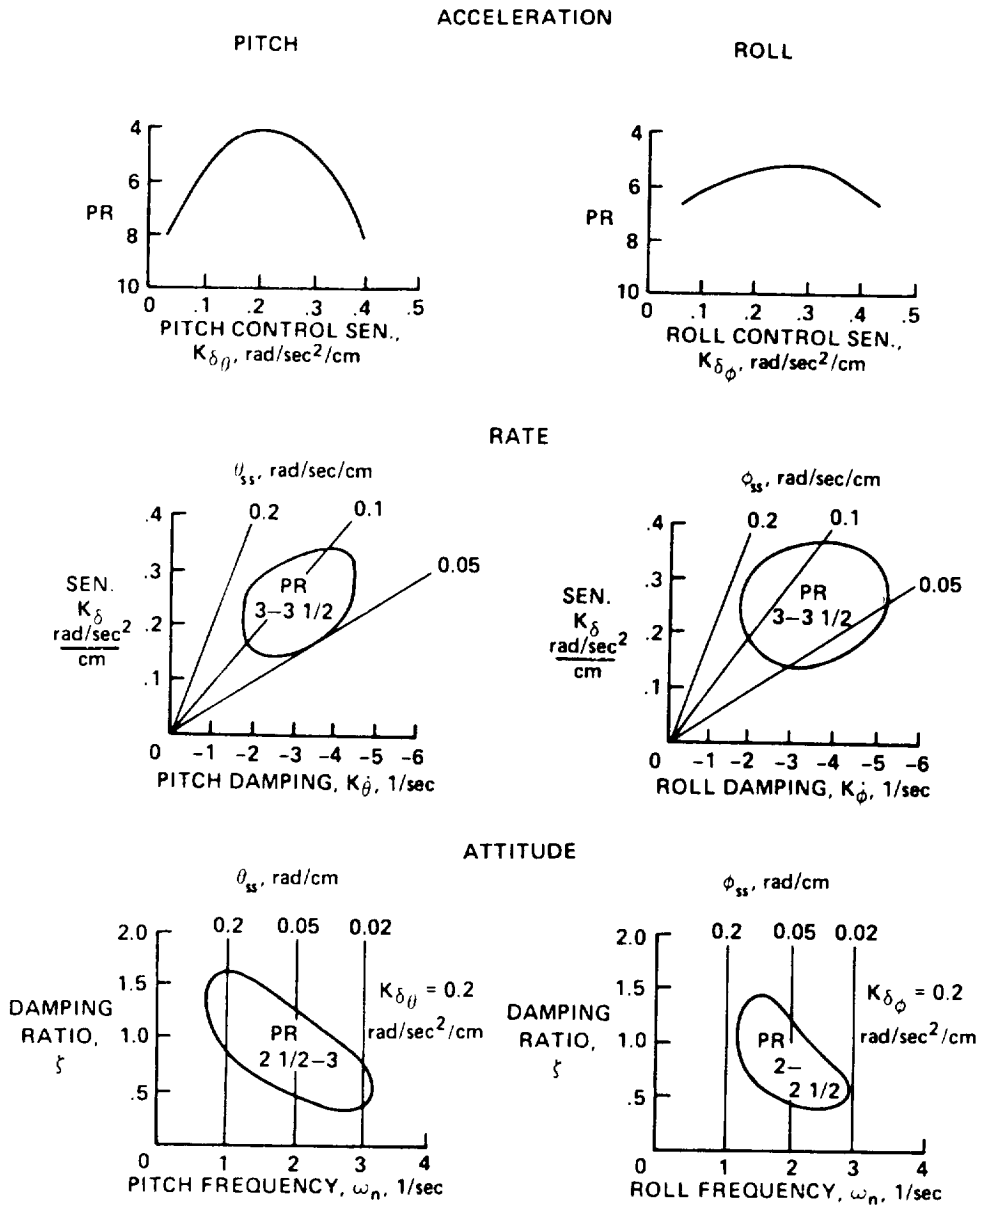 ACCELERATION
PITCH
ROLL
4
6
PR
8
10
0 .1 .2 .3 .4 .5
PITCH CONTROL SEN.,
Kδθ, rad/sec²/cm
4
6
PR
8
10
0 .1 .2 .3 .4 .5
ROLL CONTROL SEN.,
Kδϕ, rad/sec²/cm
RATE
θss, rad/sec/cm
0.2 0.1
0.05
.4
.3
.2
.1
SEN.
Kδ
rad/sec²
cm
PR
3–3 1/2
0 -1 -2 -3 -4 -5 -6
PITCH DAMPING, Kθ̇, 1/sec
ϕss, rad/sec/cm
0.2 0.1
0.05
.4
.3
.2
.1
SEN.
Kδ
rad/sec²
cm
PR
3–3 1/2
0 -1 -2 -3 -4 -5 -6
ROLL DAMPING, Kϕ̇, 1/sec
ATTITUDE
θss, rad/cm
0.2 0.05 0.02
2.0
1.5
1.0
.5
DAMPING
RATIO,
ζ
Kδθ = 0.2
rad/sec²/cm
PR
2 1/2–3
0 1 2 3 4
PITCH FREQUENCY, ωn, 1/sec
ϕss, rad/cm
0.2 0.05 0.02
2.0
1.5
1.0
.5
DAMPING
RATIO,
ζ
Kδϕ = 0.2
rad/sec²/cm
PR
2–
2 1/2
0 1 2 3 4
ROLL FREQUENCY, ωn, 1/sec